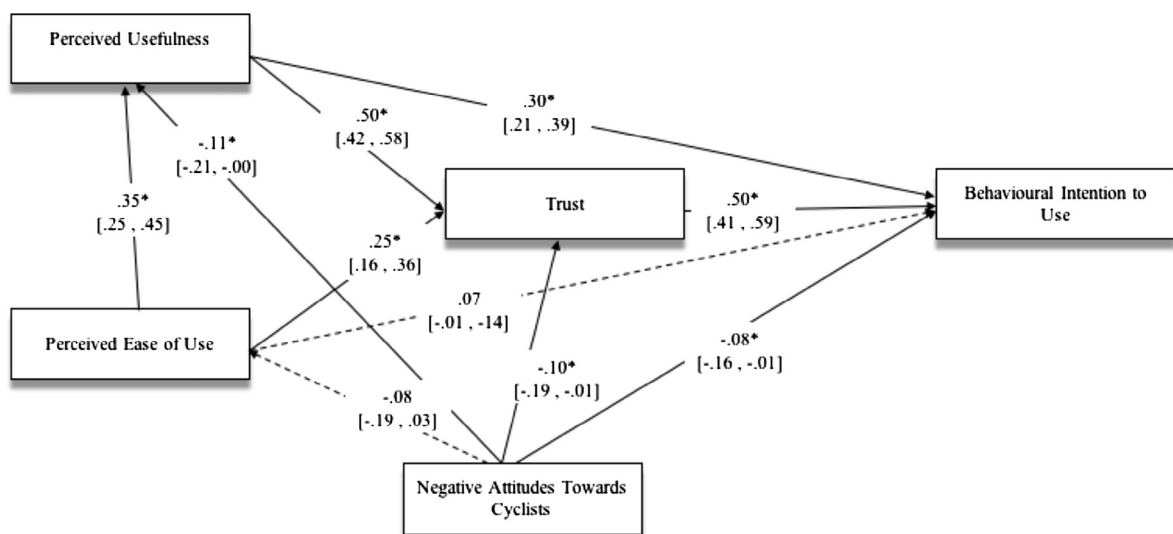 Perceived Usefulness
.30*
[.21 , .39]
.50*
[.42 , .58]
-.11*
[-.21, -.00]
.35*
[.25 , .45]
Trust
.50*
[.41 , .59]
Behavioural Intention to
Use
.25*
[.16 , .36]
.07
[-.01 , -14]
Perceived Ease of Use
-.08*
[-.16 , -.01]
-.10*
[-.19 , -.01]
-.08
[-.19 , .03]
Negative Attitudes Towards
Cyclists